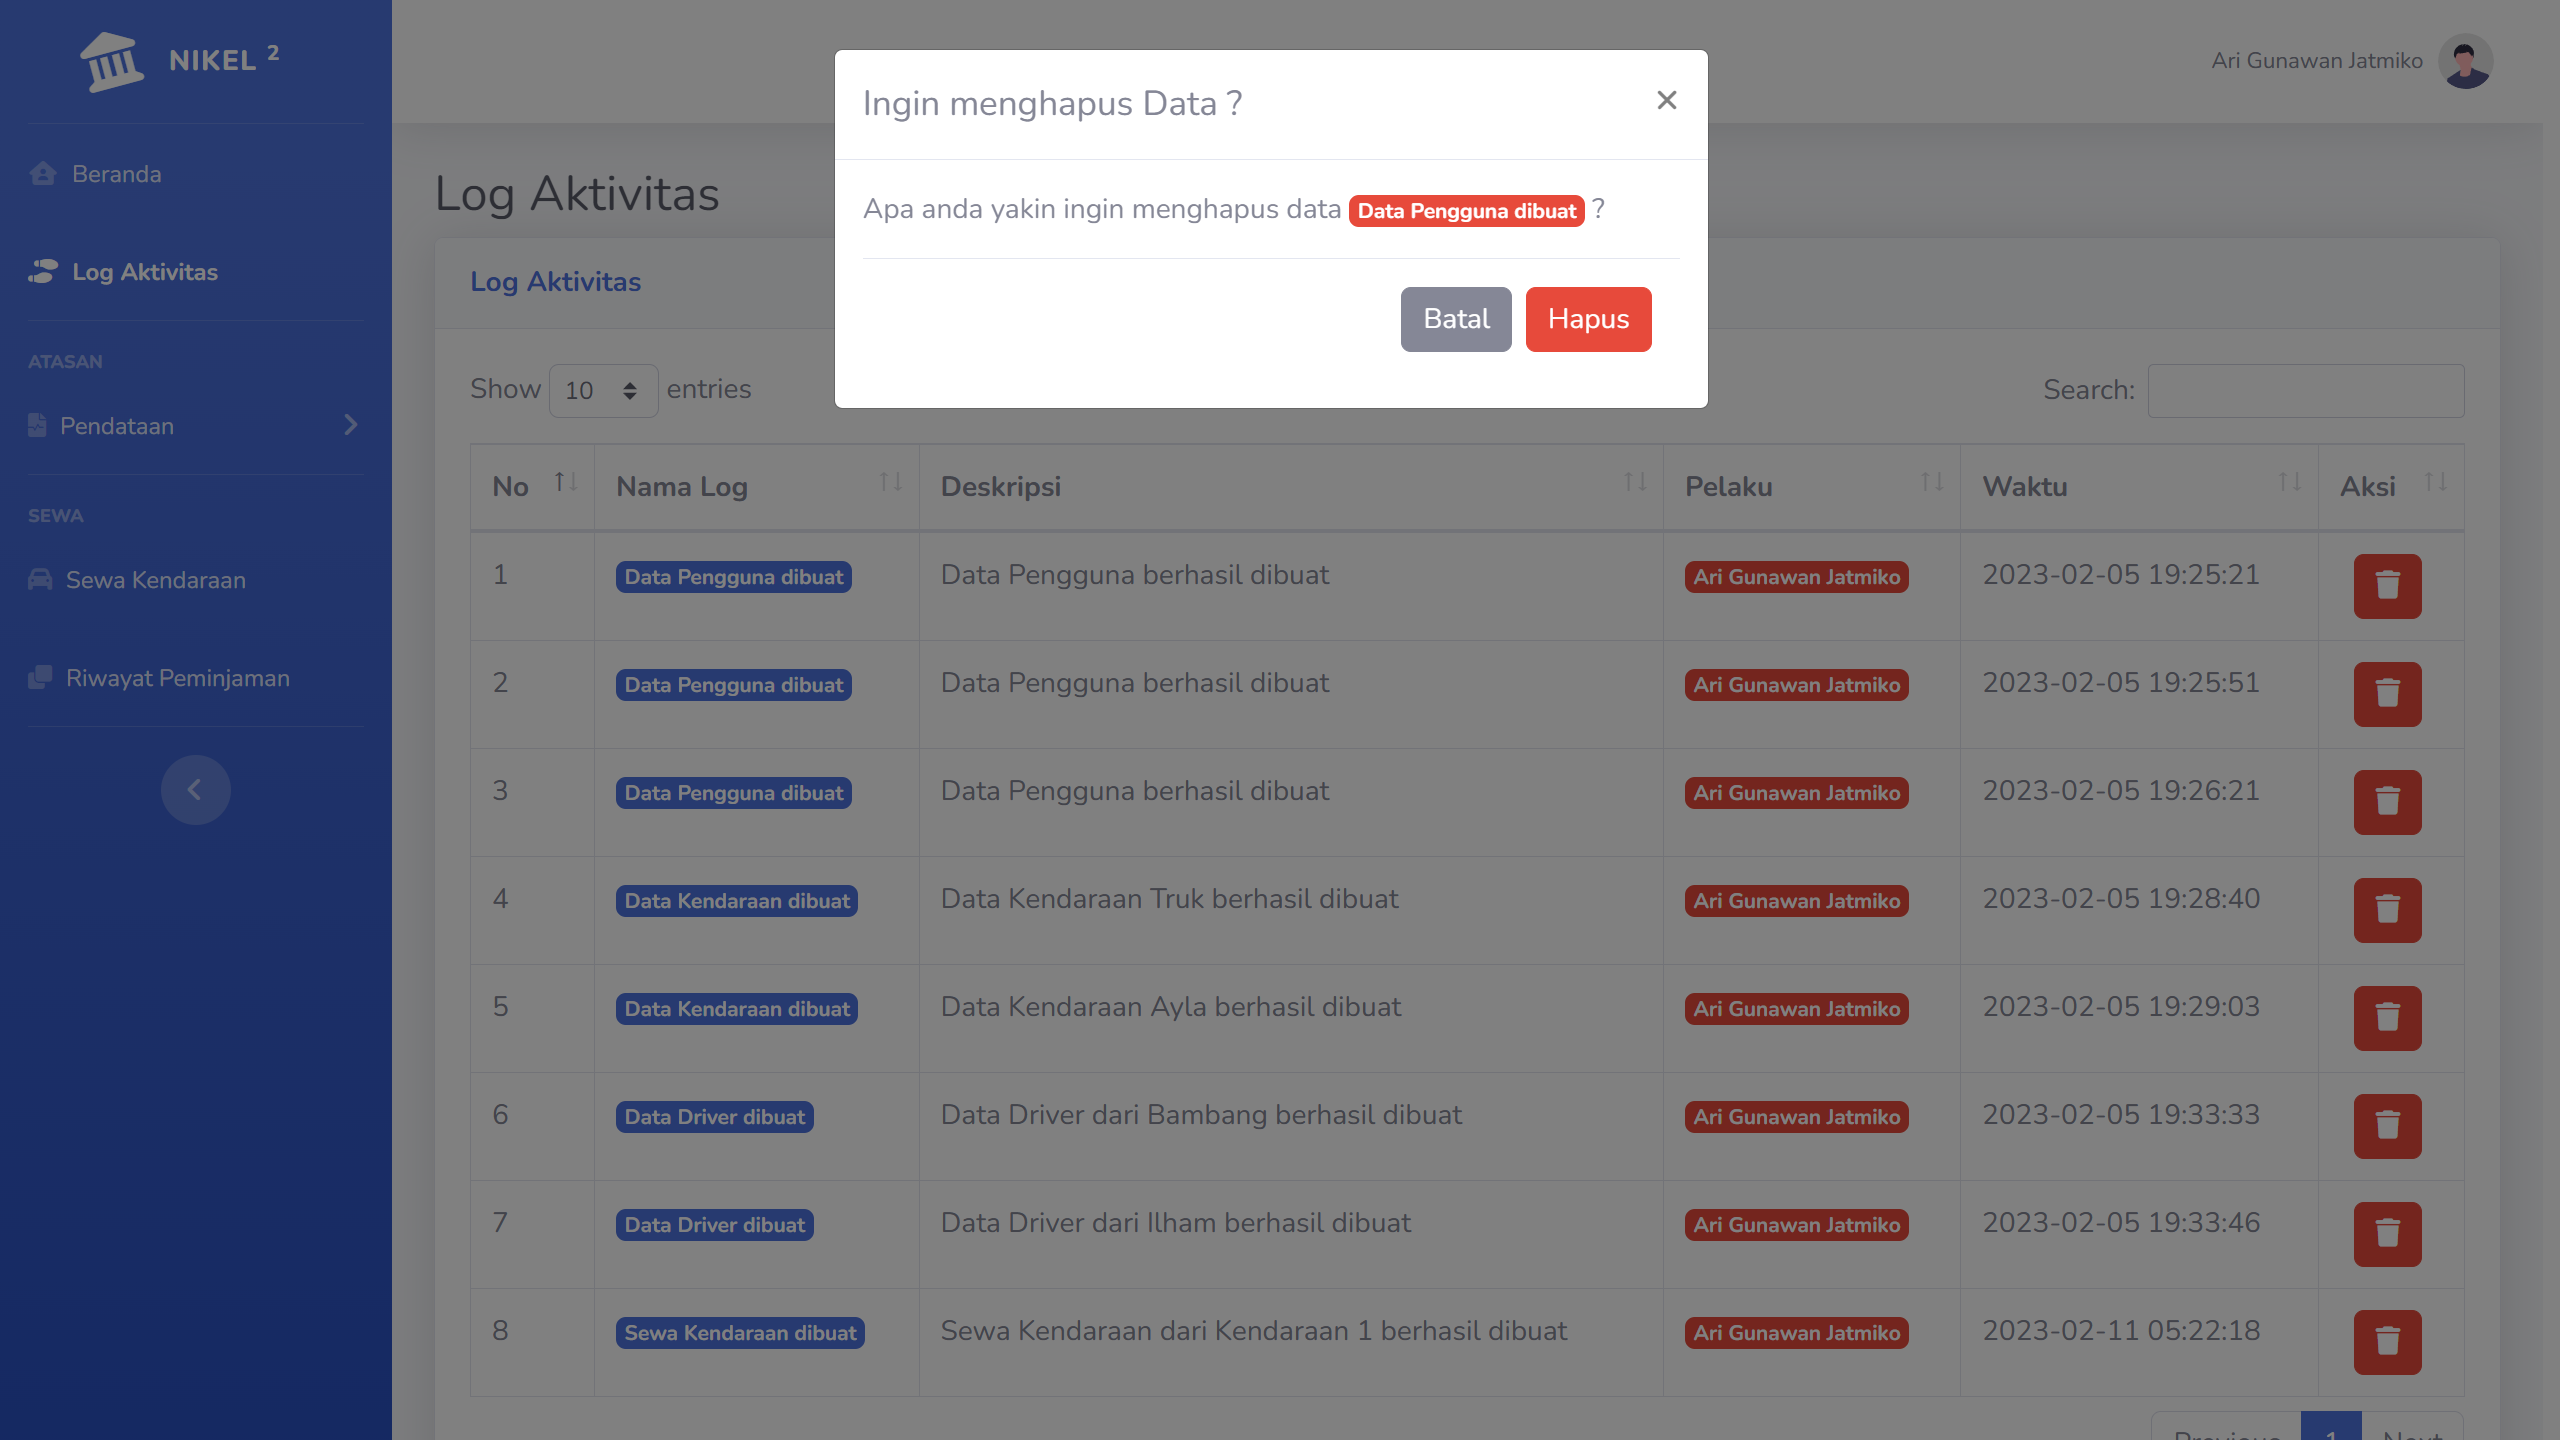 NIKEL 2
Ari Gunawan Jatmiko
Beranda
Log Aktivitas
ATASAN
Pendataan
SEWA
Sewa Kendaraan
Riwayat Peminjaman
Ingin menghapus Data ?
×
Apa anda yakin ingin menghapus data Data Pengguna dibuat ?
Batal Hapus
Log Aktivitas
Log Aktivitas
Show 10 entries
Search:
No Nama Log Deskripsi Pelaku Waktu Aksi
1 Data Pengguna dibuat Data Pengguna berhasil dibuat Ari Gunawan Jatmiko 2023-02-05 19:25:21
2 Data Pengguna dibuat Data Pengguna berhasil dibuat Ari Gunawan Jatmiko 2023-02-05 19:25:51
3 Data Pengguna dibuat Data Pengguna berhasil dibuat Ari Gunawan Jatmiko 2023-02-05 19:26:21
4 Data Kendaraan dibuat Data Kendaraan Truk berhasil dibuat Ari Gunawan Jatmiko 2023-02-05 19:28:40
5 Data Kendaraan dibuat Data Kendaraan Ayla berhasil dibuat Ari Gunawan Jatmiko 2023-02-05 19:29:03
6 Data Driver dibuat Data Driver dari Bambang berhasil dibuat Ari Gunawan Jatmiko 2023-02-05 19:33:33
7 Data Driver dibuat Data Driver dari Ilham berhasil dibuat Ari Gunawan Jatmiko 2023-02-05 19:33:46
8 Sewa Kendaraan dibuat Sewa Kendaraan dari Kendaraan 1 berhasil dibuat Ari Gunawan Jatmiko 2023-02-11 05:22:18
Previous 1 Next